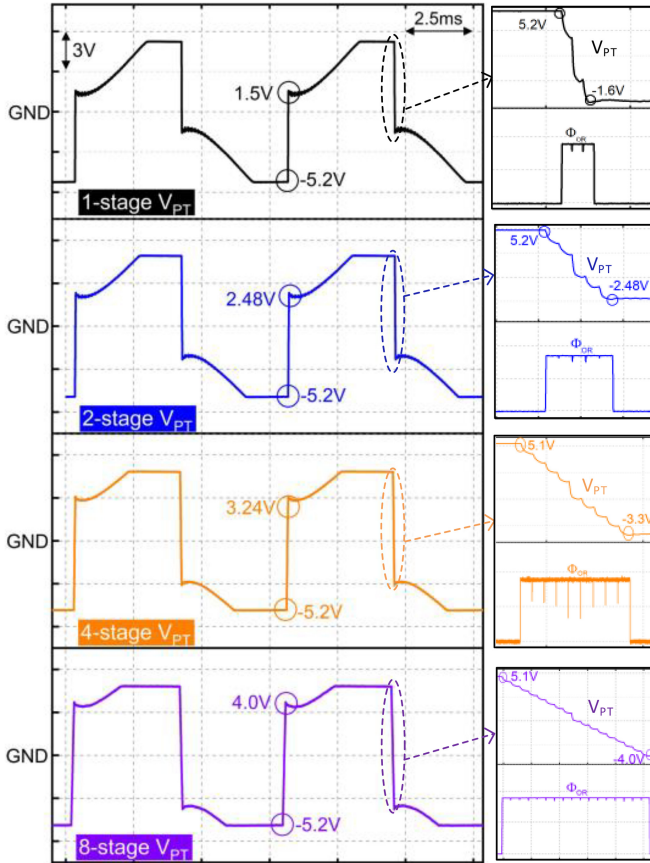 3V
2.5ms
GND
1.5V
-5.2V
1-stage VPT
5.2V
VPT
-1.6V
ΦOR
GND
2.48V
-5.2V
2-stage VPT
5.2V
VPT
-2.48V
ΦOR
GND
3.24V
-5.2V
4-stage VPT
5.1V
VPT
-3.3V
ΦOR
GND
4.0V
-5.2V
8-stage VPT
5.1V
VPT
-4.0V
ΦOR